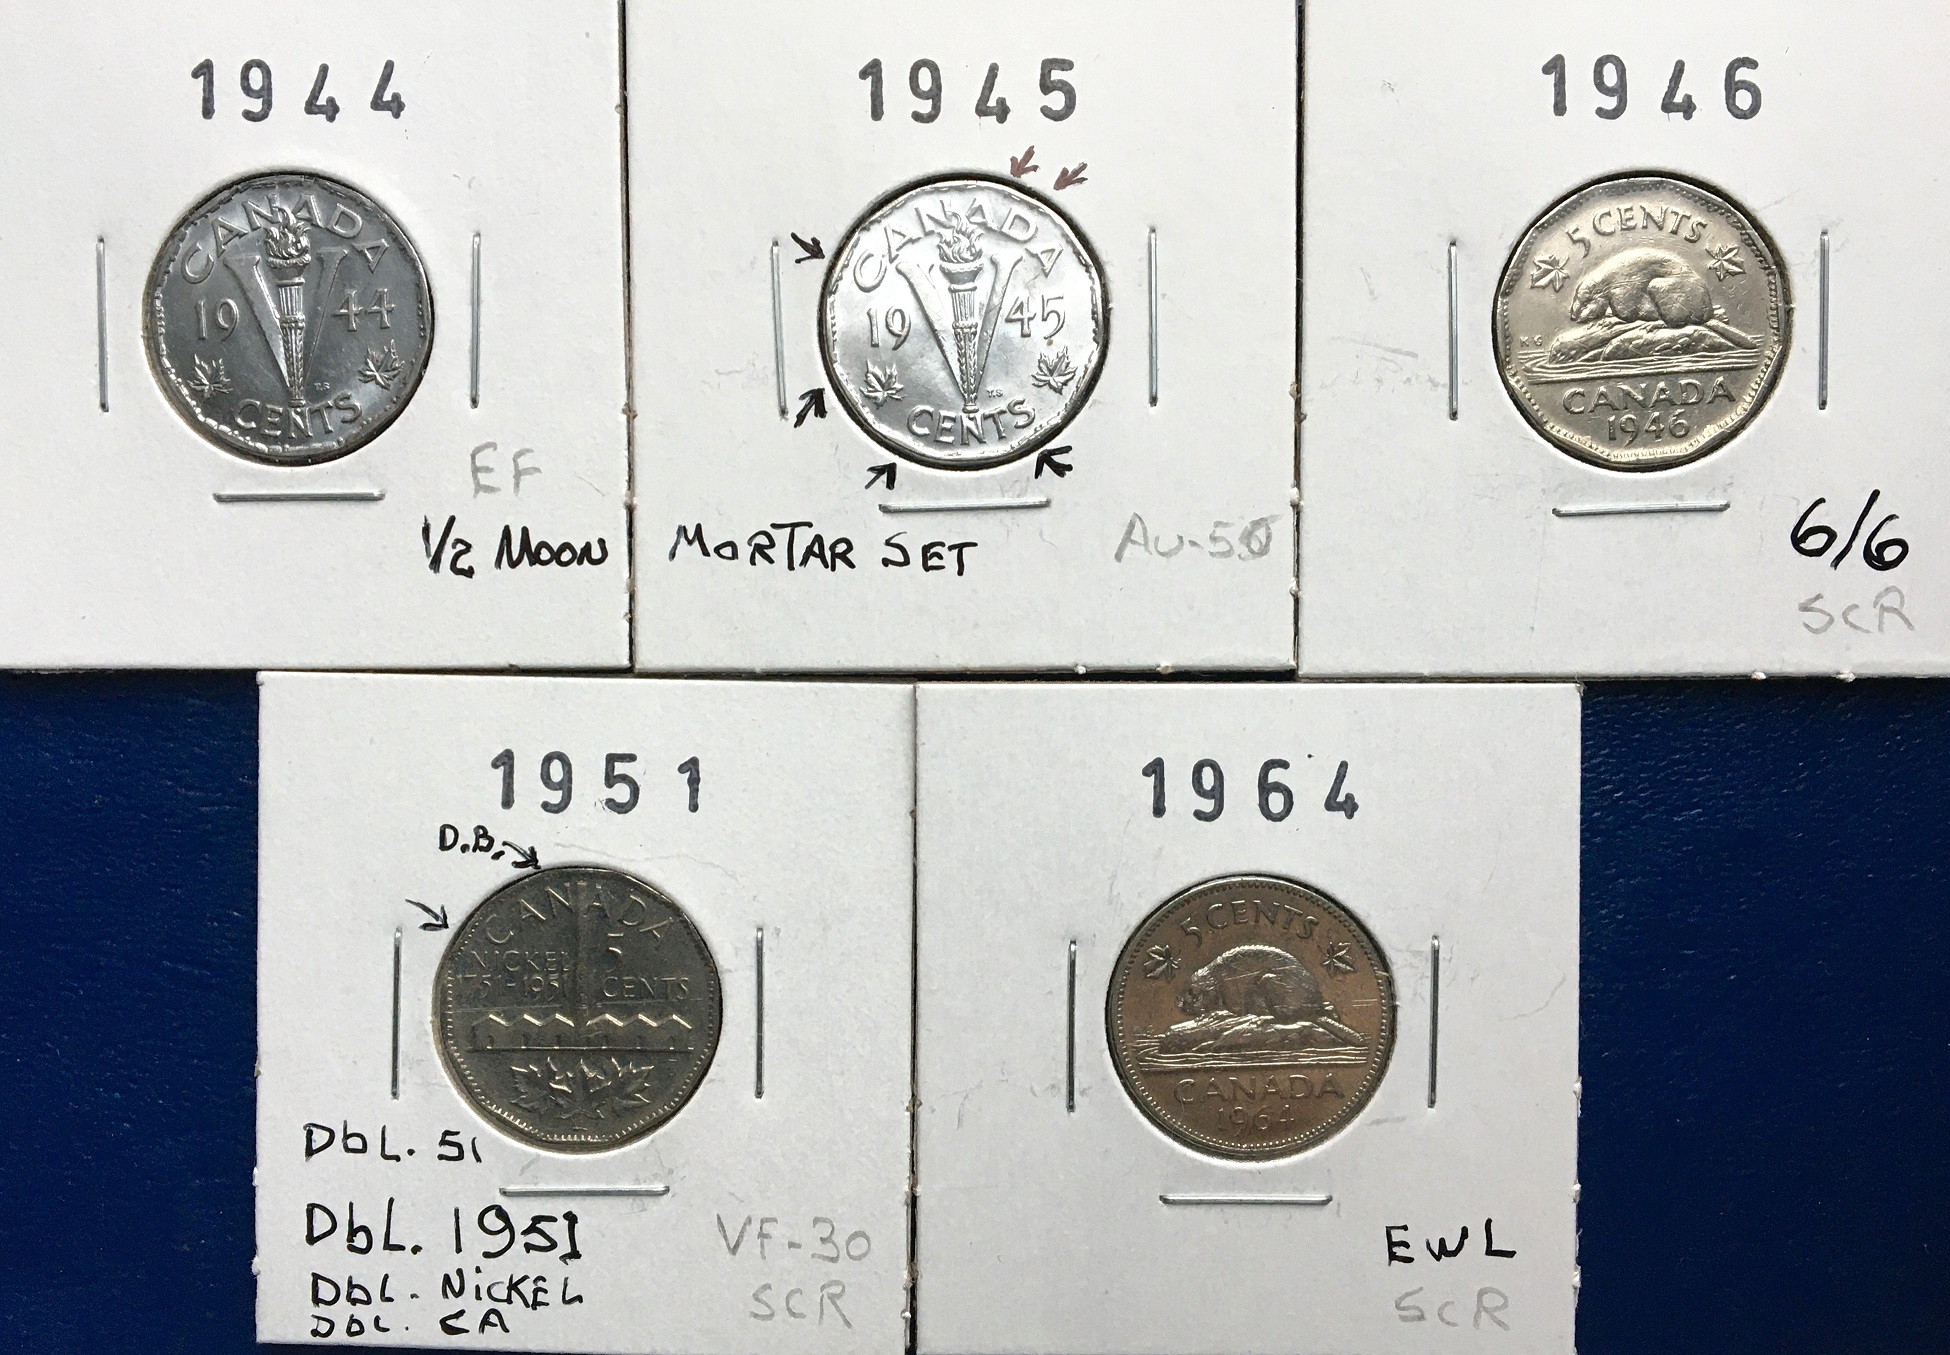 1944
CANADA
19 44
T.S
CENTS
EF
1/2 MOON
1945
CANADA
19 45
T.S
CENTS
MORTAR SET
AU-50
1946
5 CENTS
K G
CANADA
1946
6/6
SCR
1951
D.B.
CANADA
NICKEL 5
1751-1951 CENTS
DbL. 51
DbL. 1951
DbL. NICKEL
DbL. CA
VF-30
SCR
1964
5 CENTS
CANADA
1964
EWL
SCR